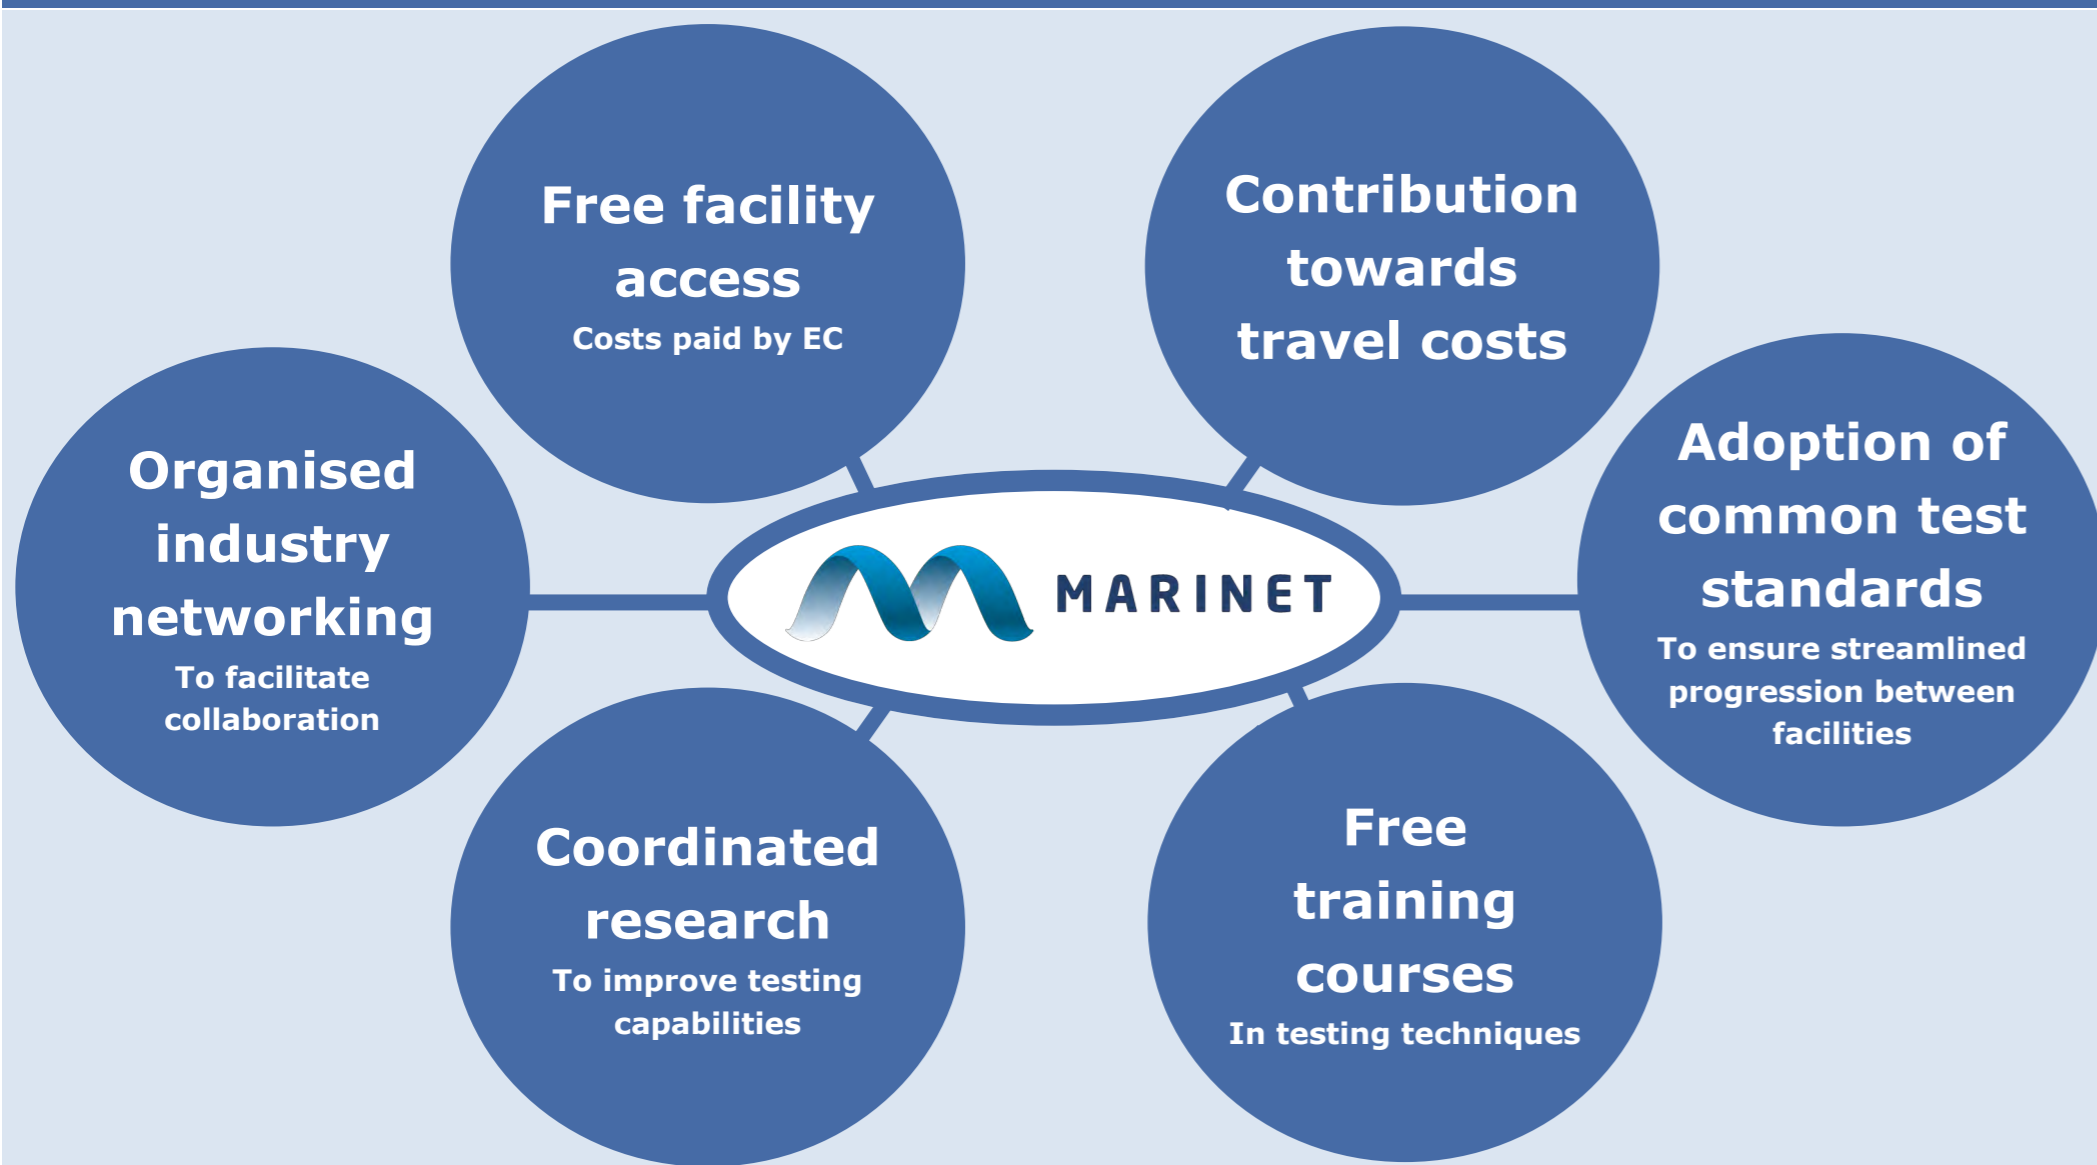 Free facility
access
Costs paid by EC
Contribution
towards
travel costs
Organised
industry
networking
To facilitate
collaboration
MARINET
Adoption of
common test
standards
To ensure streamlined
progression between
facilities
Coordinated
research
To improve testing
capabilities
Free
training
courses
In testing techniques